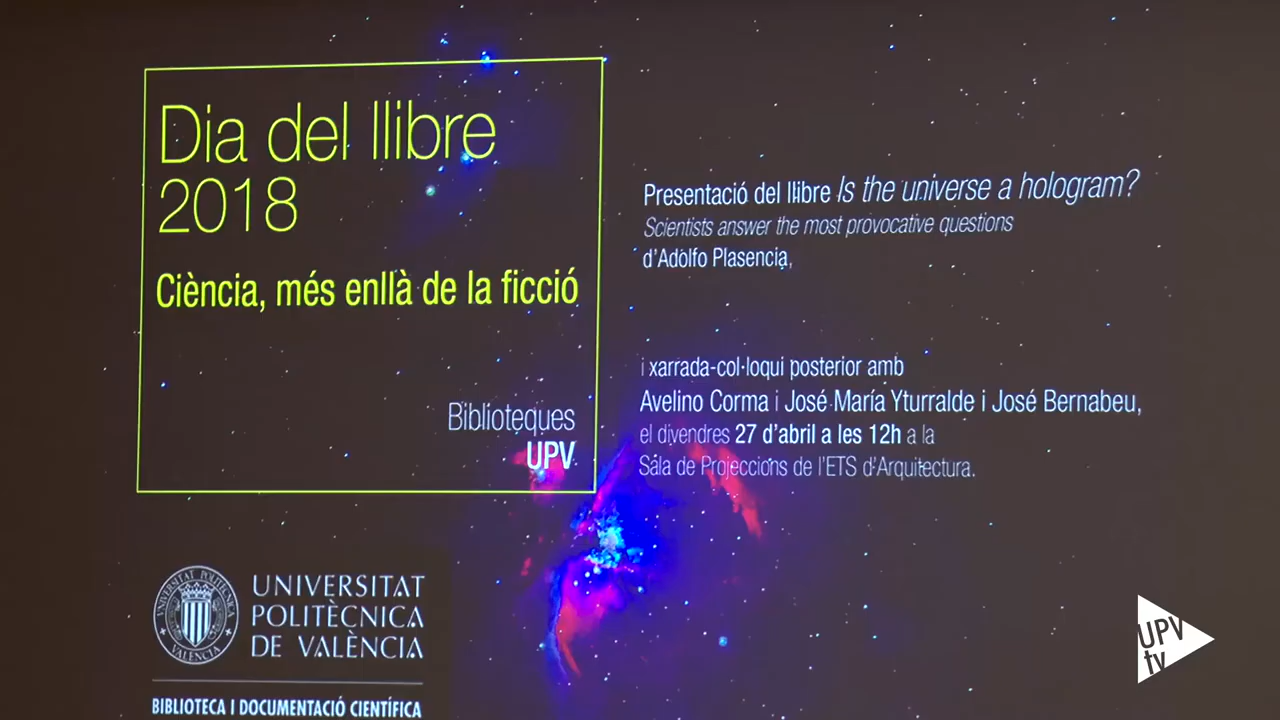 Dia del llibre
2018
Ciència, més enllà de la ficció
Biblioteques
UPV
Presentació del llibre Is the universe a hologram?
Scientists answer the most provocative questions
d'Adolfo Plasencia,
i xarrada-col·loqui posterior amb
Avelino Corma i José María Yturralde i José Bernabeu,
el divendres 27 d'abril a les 12h a la
Sala de Projeccions de l'ETS d'Arquitectura.
UNIVERSITAT POLITÈCNICA
VALÈNCIA
UNIVERSITAT
POLITÈCNICA
DE VALÈNCIA
BIBLIOTECA I DOCUMENTACIÓ CIENTÍFICA
UPV
tv